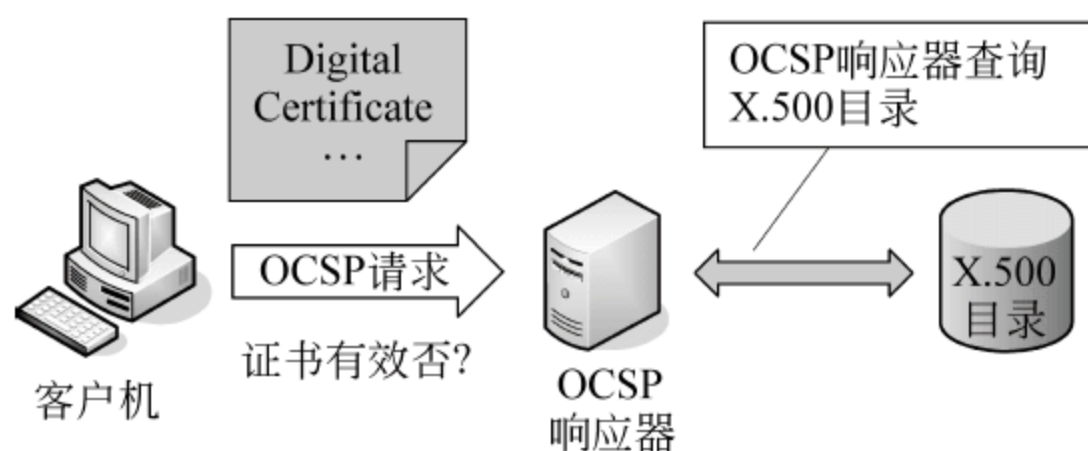 Digital
Certificate
…
OCSP响应器查询
X.500目录
OCSP请求
证书有效否?
客户机
OCSP
响应器
X.500
目录